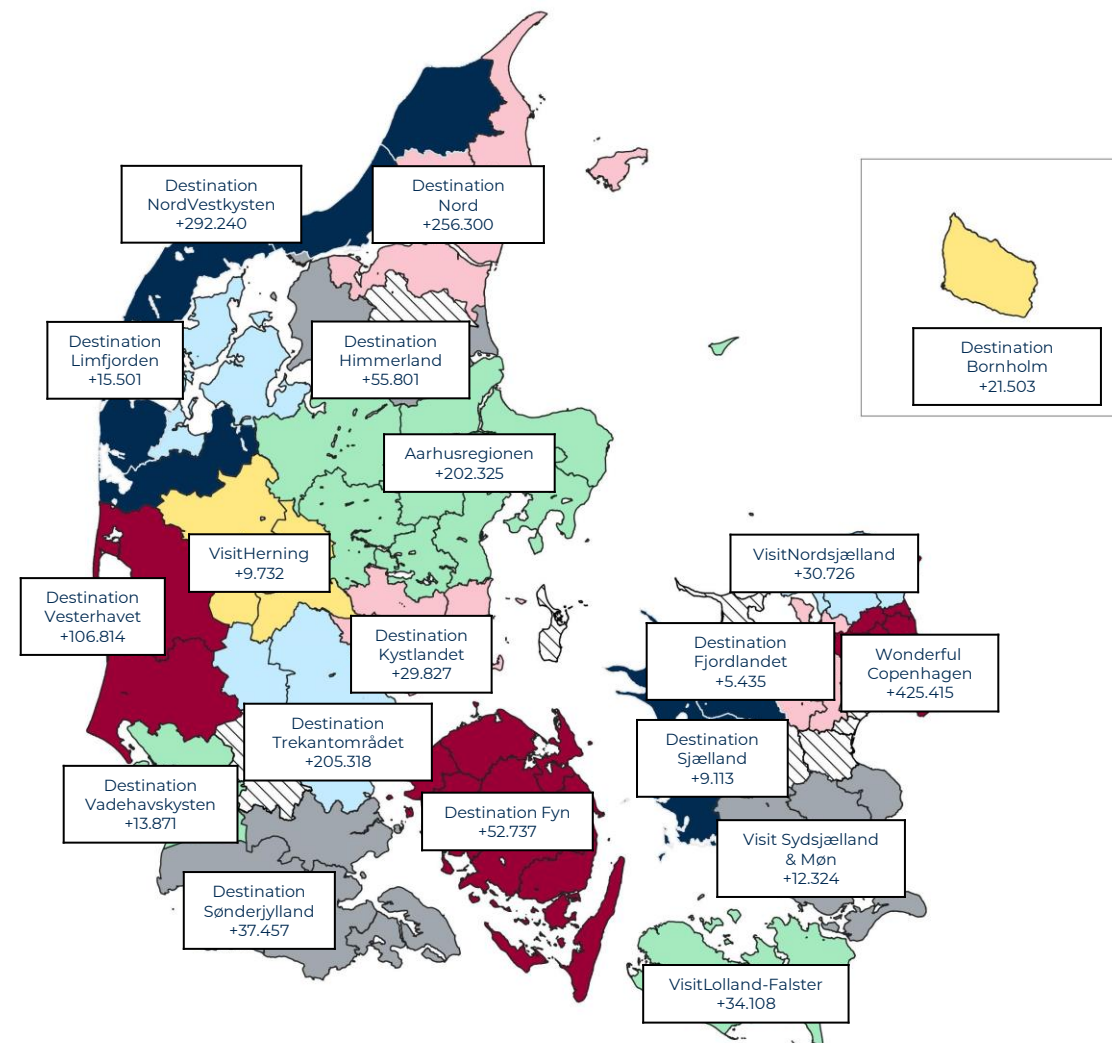 Destination
NordVestkysten
+292.240
Destination
Nord
+256.300
Destination
Limfjorden
+15.501
Destination
Himmerland
+55.801
Destination
Bornholm
+21.503
Aarhusregionen
+202.325
VisitHerning
+9.732
VisitNordsjælland
+30.726
Destination
Vesterhavet
+106.814
Destination
Kystlandet
+29.827
Destination
Fjordlandet
+5.435
Wonderful
Copenhagen
+425.415
Destination
Trekantområdet
+205.318
Destination
Sjælland
+9.113
Destination
Vadehavskysten
+13.871
Destination Fyn
+52.737
Visit Sydsjælland
& Møn
+12.324
Destination
Sønderjylland
+37.457
VisitLolland-Falster
+34.108